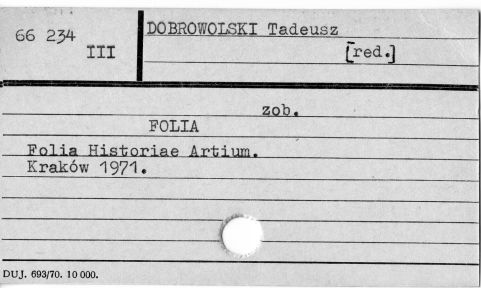 66 234
III
DOBROWOLSKI Tadeusz
[red.]
zob.
FOLIA
Folia Historiae Artium.
Kraków 1971.
DUJ. 693/70. 10 000.